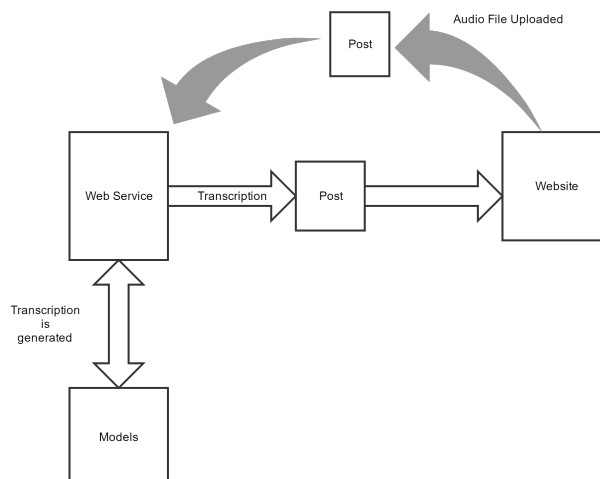 Audio File Uploaded
Post
Web Service
Transcription
Post
Website
Transcription
is
generated
Models